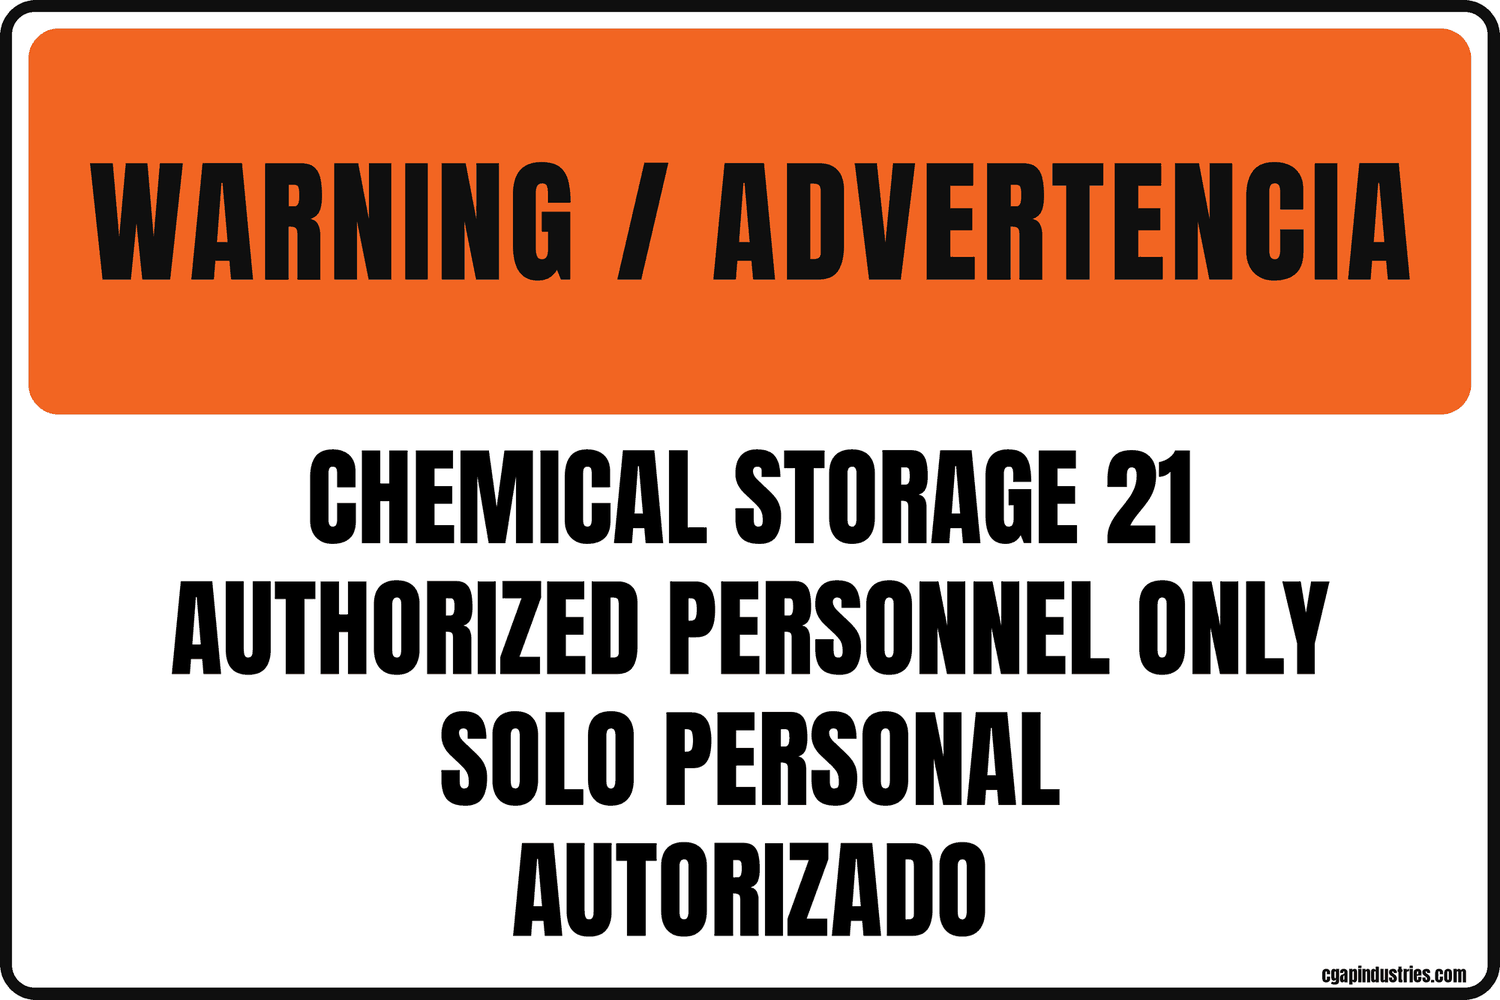 WARNING / ADVERTENCIA
CHEMICAL STORAGE 21
AUTHORIZED PERSONNEL ONLY
SOLO PERSONAL
AUTORIZADO
cgapindustries.com